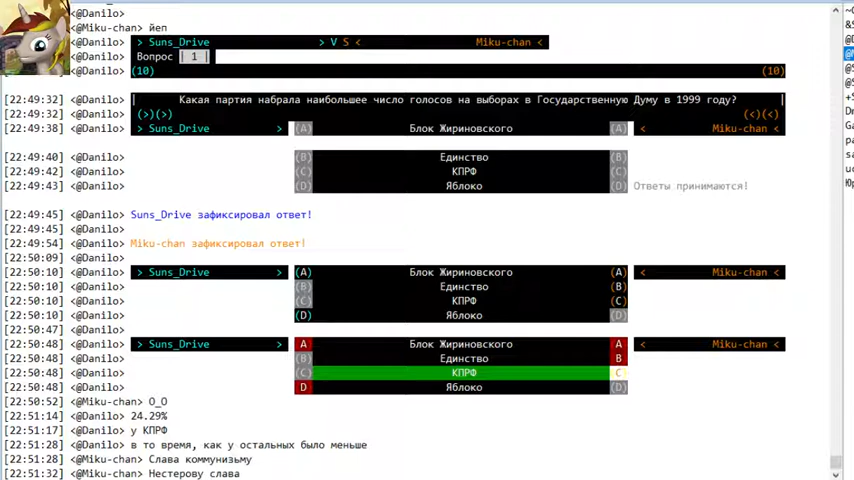 <@Danilo>
<@Miku-chan> йеп
<@Danilo> > Suns_Drive > V S < Miku-chan <
<@Danilo> Вопрос | 1 |
<@Danilo> (10) (10)
[22:49:32] <@Danilo> | Какая партия набрала наибольшее число голосов на выборах в Государственную Думу в 1999 году? |
[22:49:32] <@Danilo> (>)(>) (<)(<)
[22:49:38] <@Danilo> > Suns_Drive > (A) Блок Жириновского (A) < Miku-chan <
[22:49:40] <@Danilo> (B) Единство (B)
[22:49:42] <@Danilo> (C) КПРФ (C)
[22:49:43] <@Danilo> (D) Яблоко (D) Ответы принимаются!
[22:49:45] <@Danilo> Suns_Drive зафиксировал ответ!
[22:49:45] <@Danilo>
[22:49:54] <@Danilo> Miku-chan зафиксировал ответ!
[22:50:09] <@Danilo>
[22:50:10] <@Danilo> > Suns_Drive > (A) Блок Жириновского (A) < Miku-chan <
[22:50:10] <@Danilo> (B) Единство (B)
[22:50:10] <@Danilo> (C) КПРФ (C)
[22:50:10] <@Danilo> (D) Яблоко (D)
[22:50:47] <@Danilo>
[22:50:48] <@Danilo> > Suns_Drive > A Блок Жириновского A < Miku-chan <
[22:50:48] <@Danilo> (B) Единство B
[22:50:48] <@Danilo> (C) КПРФ C
[22:50:48] <@Danilo> D Яблоко (D)
[22:50:52] <@Miku-chan> O_O
[22:51:14] <@Danilo> 24.29%
[22:51:17] <@Danilo> у КПРФ
[22:51:28] <@Danilo> в то время, как у остальных было меньше
[22:51:28] <@Miku-chan> Слава коммунизьму
[22:51:32] <@Miku-chan> Нестерову слава